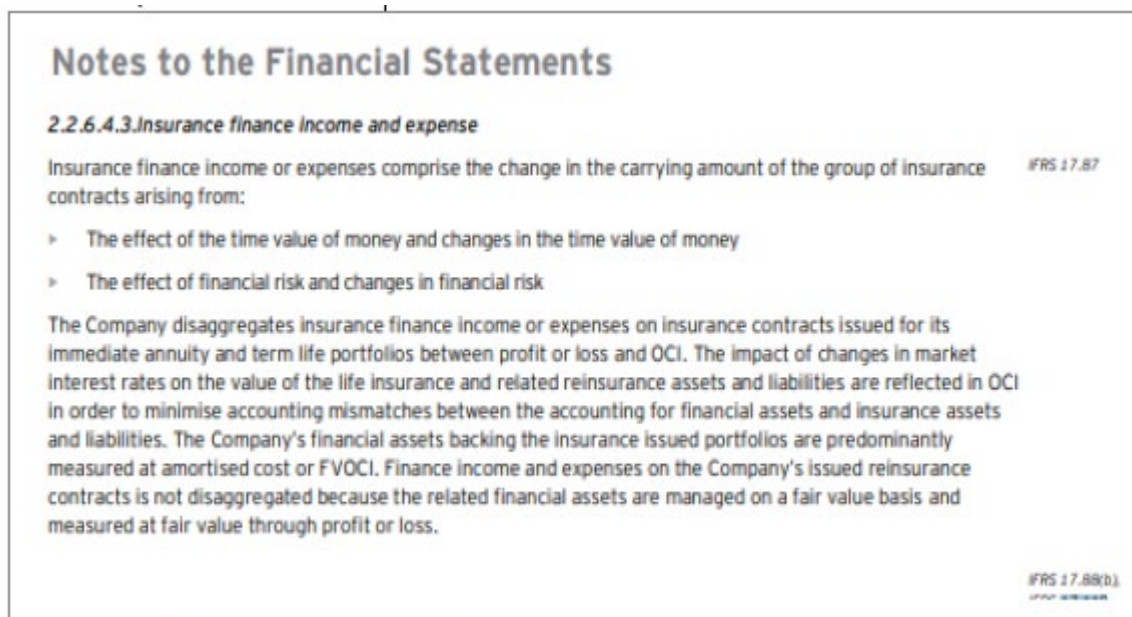 Notes to the Financial Statements
2.2.6.4.3.Insurance finance income and expense
Insurance finance income or expenses comprise the change in the carrying amount of the group of insurance IFRS 17.87
contracts arising from:
The effect of the time value of money and changes in the time value of money
The effect of financial risk and changes in financial risk
The Company disaggregates insurance finance income or expenses on insurance contracts issued for its
immediate annuity and term life portfolios between profit or loss and OCI. The impact of changes in market
interest rates on the value of the life insurance and related reinsurance assets and liabilities are reflected in OCI
in order to minimise accounting mismatches between the accounting for financial assets and insurance assets
and liabilities. The Company's financial assets backing the insurance issued portfolios are predominantly
measured at amortised cost or FVOCI. Finance income and expenses on the Company's issued reinsurance
contracts is not disaggregated because the related financial assets are managed on a fair value basis and
measured at fair value through profit or loss.
IFRS 17.88(b),